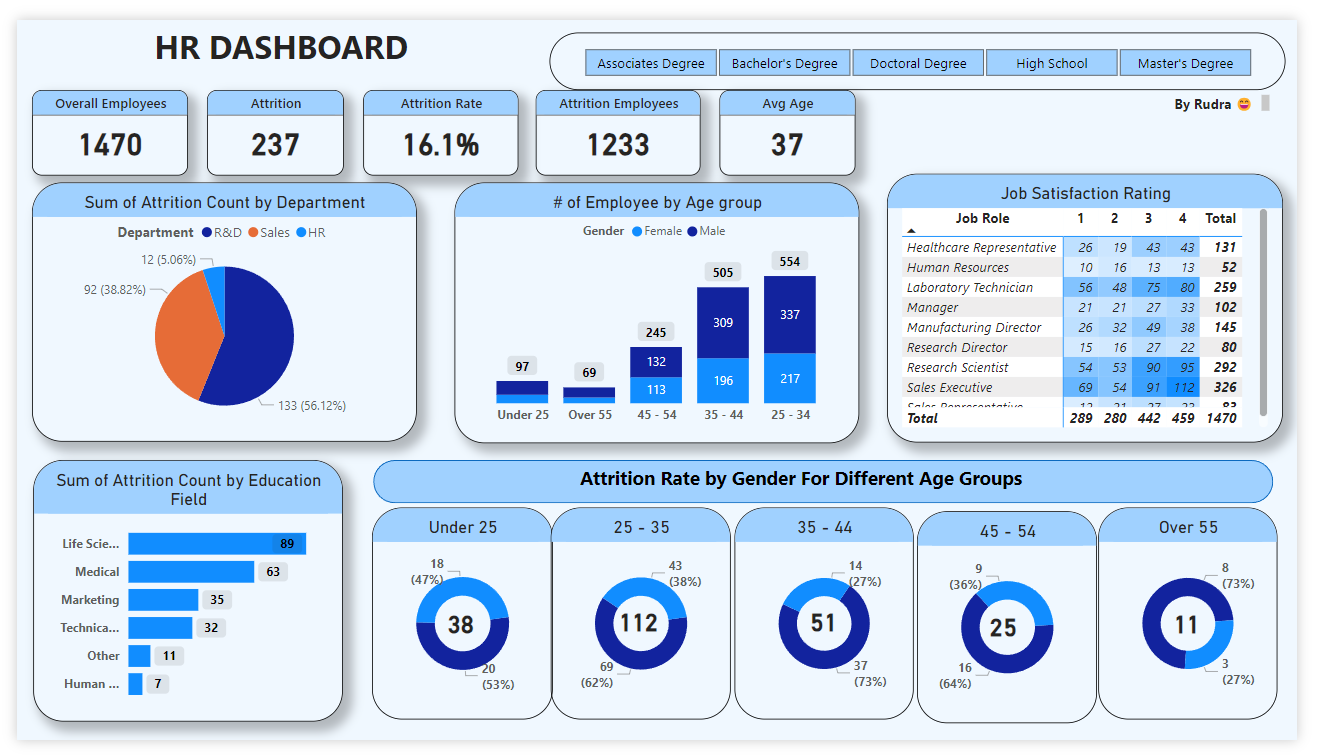 HR DASHBOARD
Associates Degree
Bachelor's Degree
Doctoral Degree
High School
Master's Degree
By Rudra 😄
Overall Employees
1470
Attrition
237
Attrition Rate
16.1%
Attrition Employees
1233
Avg Age
37
Sum of Attrition Count by Department
Department R&D Sales HR
12 (5.06%)
92 (38.82%)
133 (56.12%)
# of Employee by Age group
Gender Female Male
97
69
245
132
113
505
309
196
554
337
217
Under 25
Over 55
45 - 54
35 - 44
25 - 34
Job Satisfaction Rating
Job Role 1 2 3 4 Total
Healthcare Representative 26 19 43 43 131
Human Resources 10 16 13 13 52
Laboratory Technician 56 48 75 80 259
Manager 21 21 27 33 102
Manufacturing Director 26 32 49 38 145
Research Director 15 16 27 22 80
Research Scientist 54 53 90 95 292
Sales Executive 69 54 91 112 326
Sales Representative 12 21 27 23 83
Total 289 280 442 459 1470
Sum of Attrition Count by Education
Field
Life Scie... 89
Medical 63
Marketing 35
Technica... 32
Other 11
Human ... 7
Attrition Rate by Gender For Different Age Groups
Under 25
18
(47%)
38
20
(53%)
25 - 35
43
(38%)
112
69
(62%)
35 - 44
14
(27%)
51
37
(73%)
45 - 54
9
(36%)
25
16
(64%)
Over 55
8
(73%)
11
3
(27%)